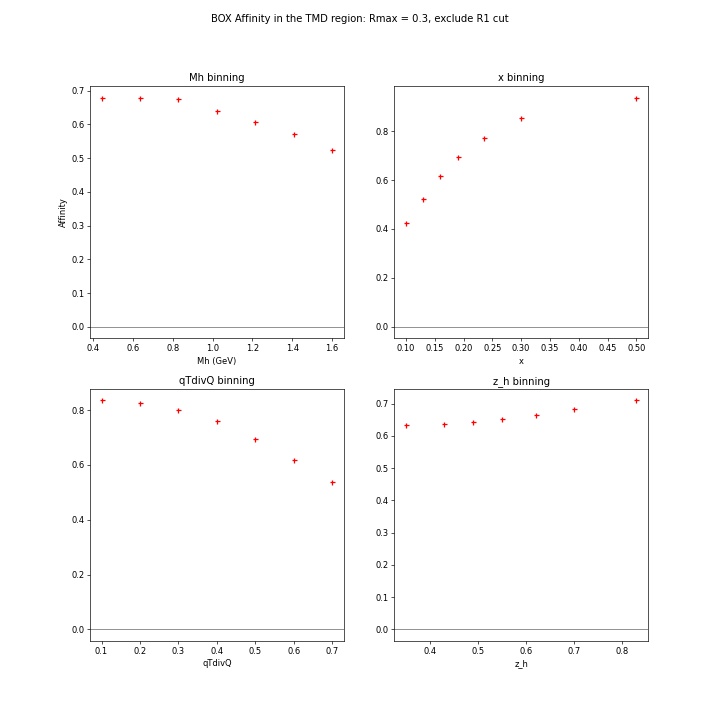 BOX Affinity in the TMD region: Rmax = 0.3, exclude R1 cut
Mh binning
0.7
0.6
0.5
0.4
0.3
0.2
0.1
0.0
Affinity
0.4 0.6 0.8 1.0 1.2 1.4 1.6
Mh (GeV)
x binning
0.8
0.6
0.4
0.2
0.0
0.10 0.15 0.20 0.25 0.30 0.35 0.40 0.45 0.50
x
qTdivQ binning
0.8
0.6
0.4
0.2
0.0
0.1 0.2 0.3 0.4 0.5 0.6 0.7
qTdivQ
z_h binning
0.7
0.6
0.5
0.4
0.3
0.2
0.1
0.0
0.4 0.5 0.6 0.7 0.8
z_h